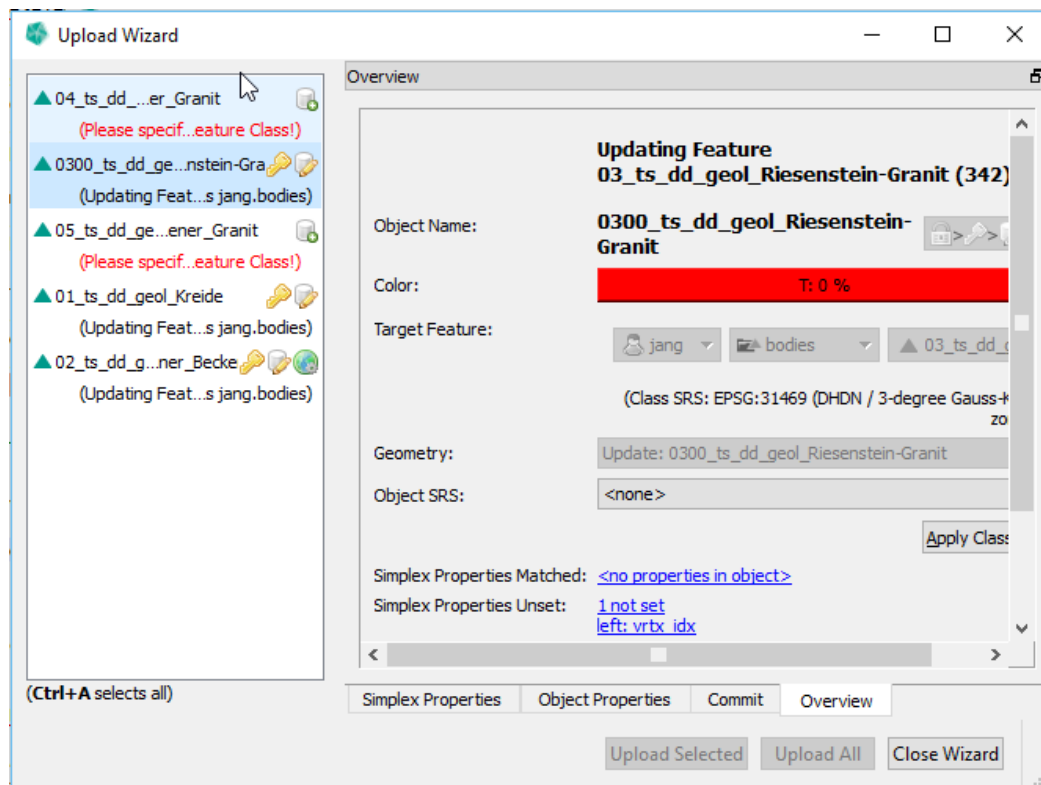 Upload Wizard
04_ts_dd_...er_Granit
(Please specif...eature Class!)
0300_ts_dd_ge...nstein-Gra
(Updating Feat...s jang.bodies)
05_ts_dd_ge...ener_Granit
(Please specif...eature Class!)
01_ts_dd_geol_Kreide
(Updating Feat...s jang.bodies)
02_ts_dd_g...ner_Becke
(Updating Feat...s jang.bodies)
(Ctrl+A selects all)
Overview
Updating Feature
03_ts_dd_geol_Riesenstein-Granit (342)
Object Name:
0300_ts_dd_geol_Riesenstein-
Granit
Color:
T: 0 %
Target Feature:
jang
bodies
03_ts_dd_g
(Class SRS: EPSG:31469 (DHDN / 3-degree Gauss-K
zo
Geometry:
Update: 0300_ts_dd_geol_Riesenstein-Granit
Object SRS:
<none>
Apply Class
Simplex Properties Matched: <no properties in object>
Simplex Properties Unset: 1 not set
left: vrtx_idx
Simplex Properties Object Properties Commit Overview
Upload Selected Upload All Close Wizard